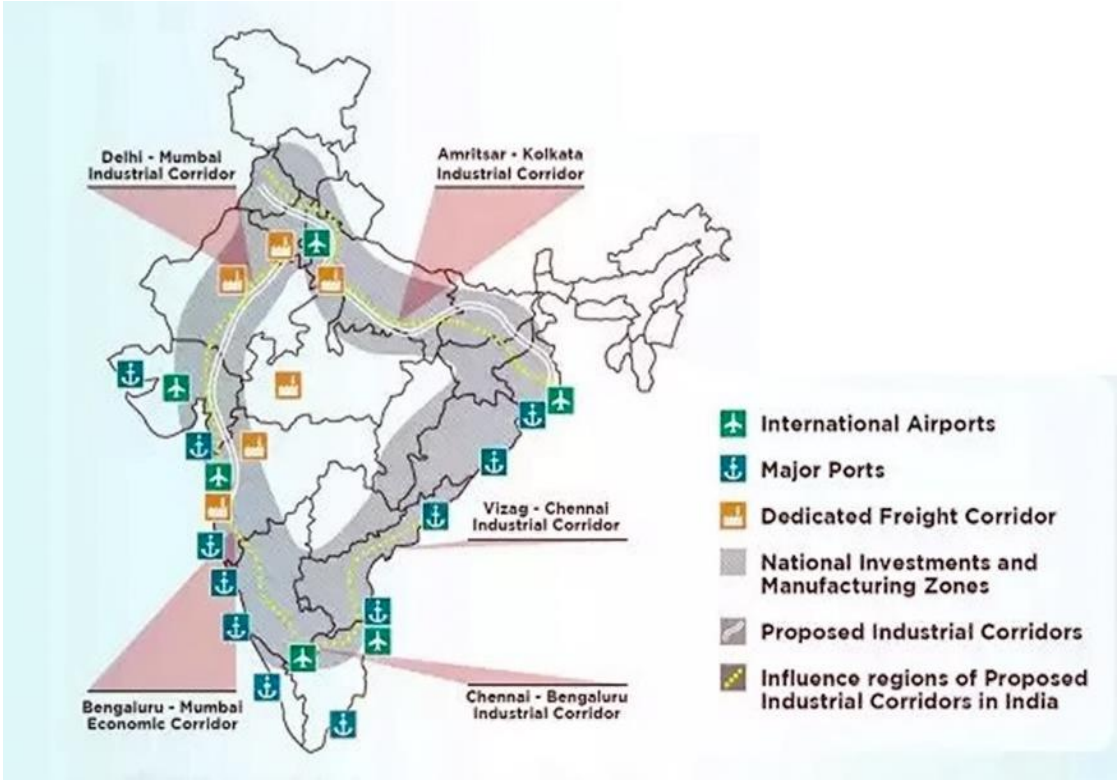 Delhi - Mumbai
Industrial Corridor
Amritsar - Kolkata
Industrial Corridor
International Airports
Major Ports
Vizag - Chennai
Industrial Corridor
Dedicated Freight Corridor
National Investments and
Manufacturing Zones
Proposed Industrial Corridors
Influence regions of Proposed
Industrial Corridors in India
Bengaluru - Mumbai
Economic Corridor
Chennai - Bengaluru
Industrial Corridor